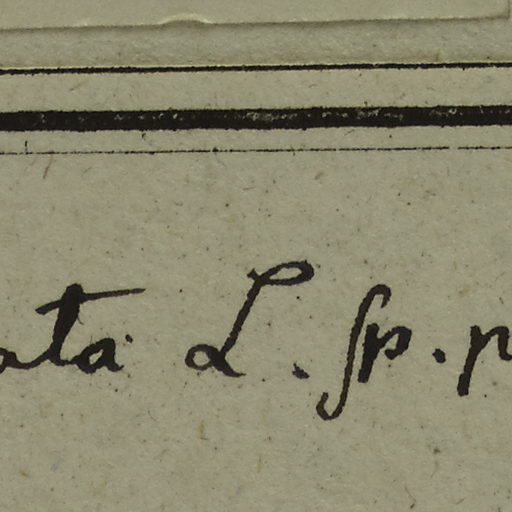 ata L. sp. p